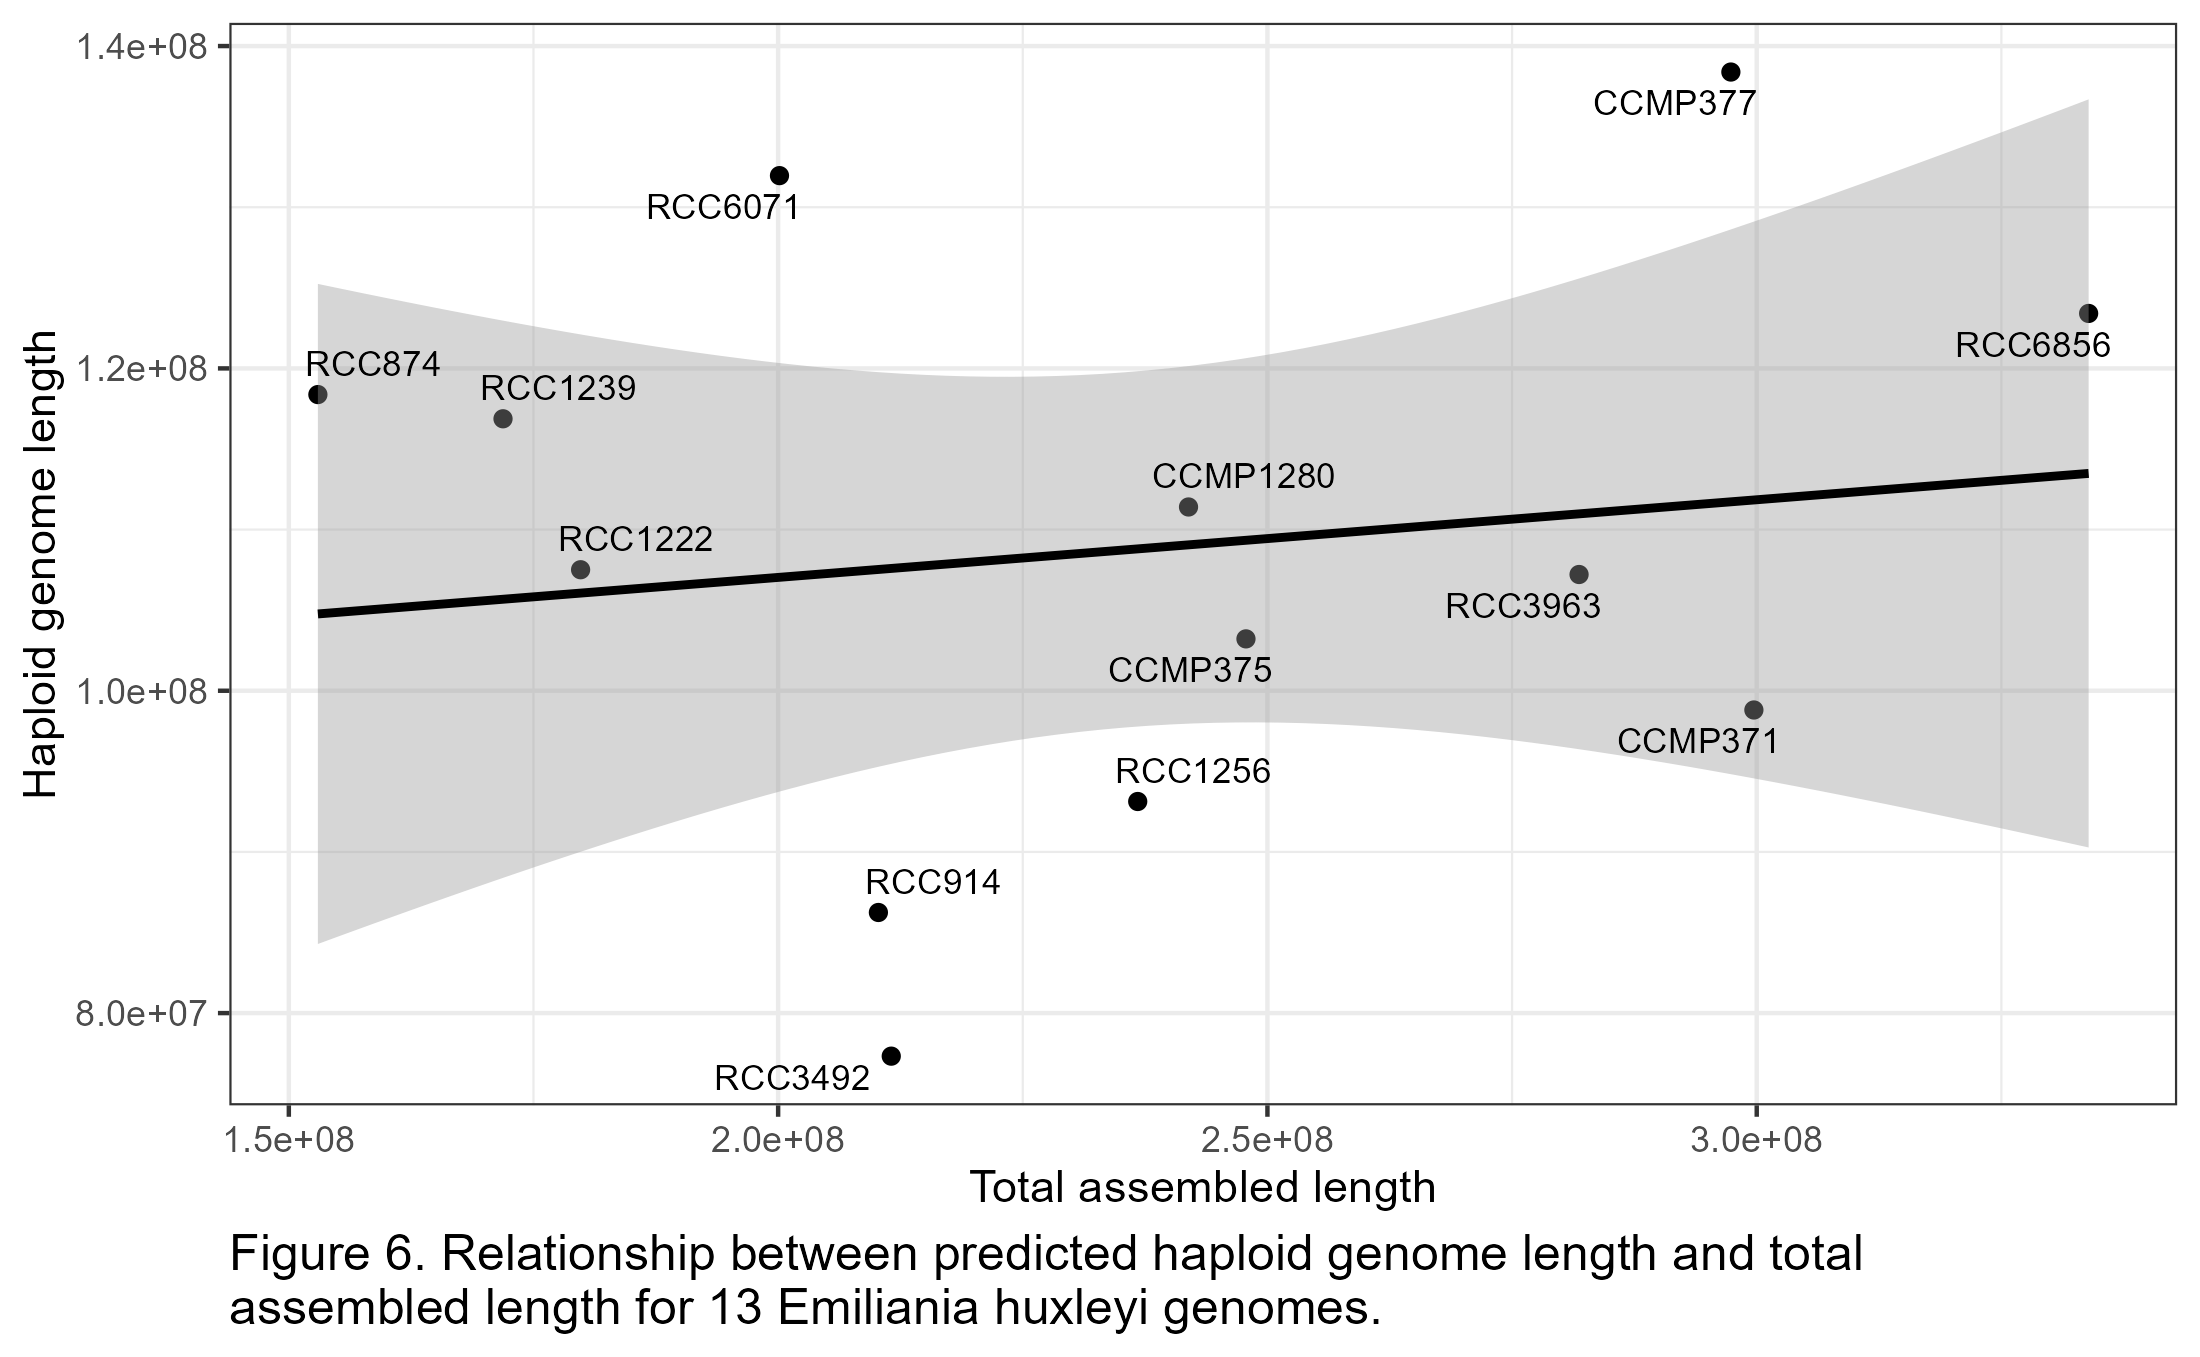 1.4e+08
CCMP377
RCC6071
RCC6856
1.2e+08
RCC874
RCC1239
CCMP1280
RCC1222
RCC3963
CCMP375
1.0e+08
CCMP371
RCC1256
RCC914
8.0e+07
RCC3492
Haploid genome length
1.5e+08 2.0e+08 2.5e+08 3.0e+08
Total assembled length
Figure 6. Relationship between predicted haploid genome length and total
assembled length for 13 Emiliania huxleyi genomes.